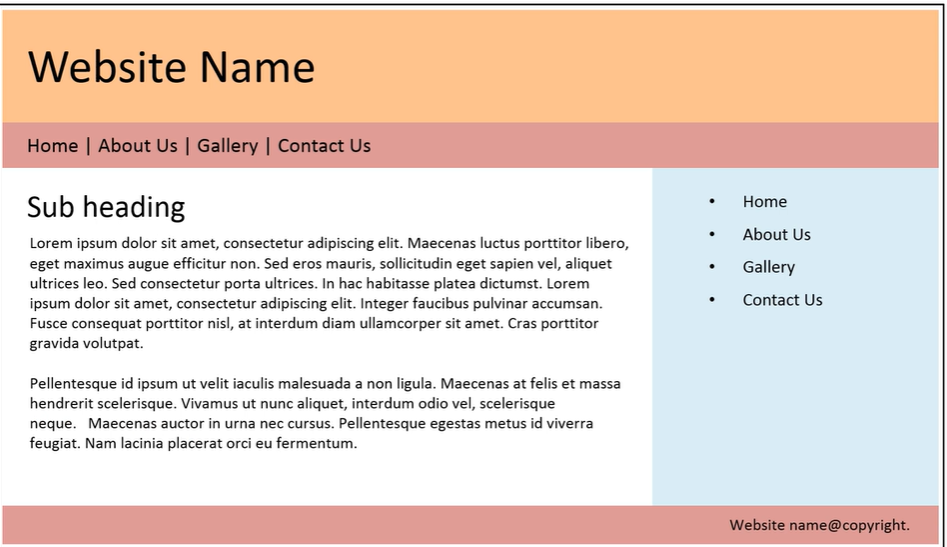 Website Name
Home | About Us | Gallery | Contact Us
Sub heading
Lorem ipsum dolor sit amet, consectetur adipiscing elit. Maecenas luctus porttitor libero,
eget maximus augue efficitur non. Sed eros mauris, sollicitudin eget sapien vel, aliquet
ultrices leo. Sed consectetur porta ultrices. In hac habitasse platea dictumst. Lorem
ipsum dolor sit amet, consectetur adipiscing elit. Integer faucibus pulvinar accumsan.
Fusce consequat porttitor nisl, at interdum diam ullamcorper sit amet. Cras porttitor
gravida volutpat.
Pellentesque id ipsum ut velit iaculis malesuada a non ligula. Maecenas at felis et massa
hendrerit scelerisque. Vivamus ut nunc aliquet, interdum odio vel, scelerisque
neque.   Maecenas auctor in urna nec cursus. Pellentesque egestas metus id viverra
feugiat. Nam lacinia placerat orci eu fermentum.
• Home
• About Us
• Gallery
• Contact Us
Website name@copyright.